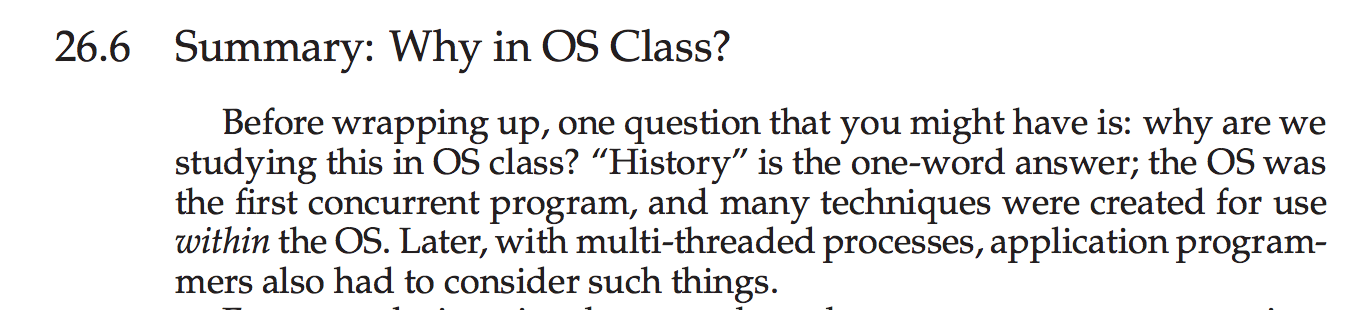 26.6 Summary: Why in OS Class?
Before wrapping up, one question that you might have is: why are we
studying this in OS class? “History” is the one-word answer; the OS was
the first concurrent program, and many techniques were created for use
within the OS. Later, with multi-threaded processes, application program-
mers also had to consider such things.